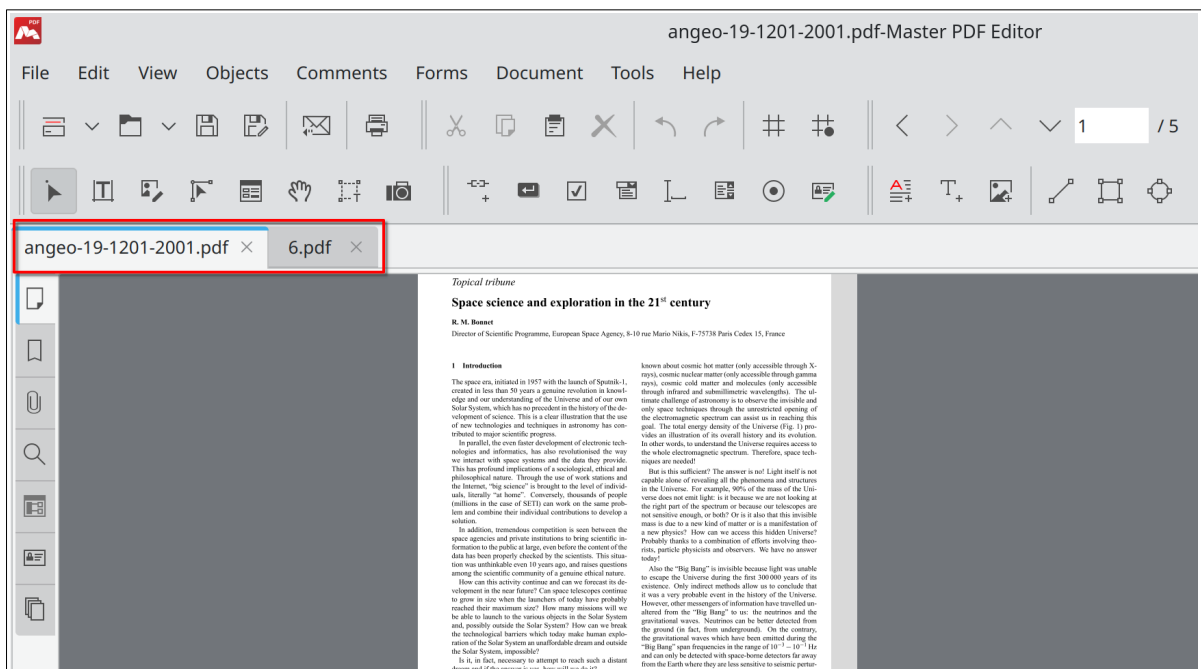 PDF
angeo-19-1201-2001.pdf-Master PDF Editor
File Edit View Objects Comments Forms Document Tools Help
1 / 5
angeo-19-1201-2001.pdf 6.pdf
Topical tribune
Space science and exploration in the 21st century
R. M. Bonnet
Director of Scientific Programme, European Space Agency, 8-10 rue Mario Nikis, F-75738 Paris Cedex 15, France
1 Introduction
The space era, initiated in 1957 with the launch of Sputnik-1,
created in less than 50 years a genuine revolution in knowl-
edge and our understanding of the Universe and of our own
Solar System, which has no precedent in the history of the de-
velopment of science. This is a clear illustration that the use
of new technologies and techniques in astronomy has con-
tributed to major scientific progress.
In parallel, the even faster development of electronic tech-
nologies and informatics, has also revolutionised the way
we interact with space systems and the data they provide.
This has profound implications of a sociological, ethical and
philosophical nature. Through the use of work stations and
the Internet, “big science” is brought to the level of individ-
uals, literally “at home”. Conversely, thousands of people
(millions in the case of SETI) can work on the same prob-
lem and combine their individual contributions to develop a
solution.
In addition, tremendous competition is seen between the
space agencies and private institutions to bring scientific in-
formation to the public at large, even before the content of the
data has been properly checked by the scientists. This situa-
tion was unthinkable even 10 years ago, and raises questions
among the scientific community of a genuine ethical nature.
How can this activity continue and can we forecast its de-
velopment in the near future? Can space telescopes continue
to grow in size when the launchers of today have probably
reached their maximum size? How many missions will we
be able to launch to the various objects in the Solar System
and, possibly outside the Solar System? How can we break
the technological barriers which today make human explo-
ration of the Solar System an unaffordable dream and outside
the Solar System, impossible?
Is it, in fact, necessary to attempt to reach such a distant
known about cosmic hot matter (only accessible through X-
rays), cosmic nuclear matter (only accessible through gamma
rays), cosmic cold matter and molecules (only accessible
through infrared and submillimetric wavelengths). The ul-
timate challenge of astronomy is to observe the invisible and
only space techniques through the unrestricted opening of
the electromagnetic spectrum can assist us in reaching this
goal. The total energy density of the Universe (Fig. 1) pro-
vides an illustration of its overall history and its evolution.
In other words, to understand the Universe requires access to
the whole electromagnetic spectrum. Therefore, space tech-
niques are needed!
But is this sufficient? The answer is no! Light itself is not
capable alone of revealing all the phenomena and structures
in the Universe. For example, 90% of the mass of the Uni-
verse does not emit light: is it because we are not looking at
the right part of the spectrum or because our telescopes are
not sensitive enough, or both? Or is it also that this invisible
mass is due to a new kind of matter or is a manifestation of
a new physics? How can we access this hidden Universe?
Probably thanks to a combination of efforts involving theo-
rists, particle physicists and observers. We have no answer
today!
Also the “Big Bang” is invisible because light was unable
to escape the Universe during the first 300 000 years of its
existence. Only indirect methods allow us to conclude that
it was a very probable event in the history of the Universe.
However, other messengers of information have travelled un-
altered from the “Big Bang” to us: the neutrinos and the
gravitational waves. Neutrinos can be better detected from
the ground (in fact, from underground). On the contrary,
the gravitational waves which have been emitted during the
“Big Bang” span frequencies in the range of 10⁻³ – 10⁻¹ Hz
and can only be detected with space-borne detectors far away
from the Earth where they are less sensitive to seismic pertur-